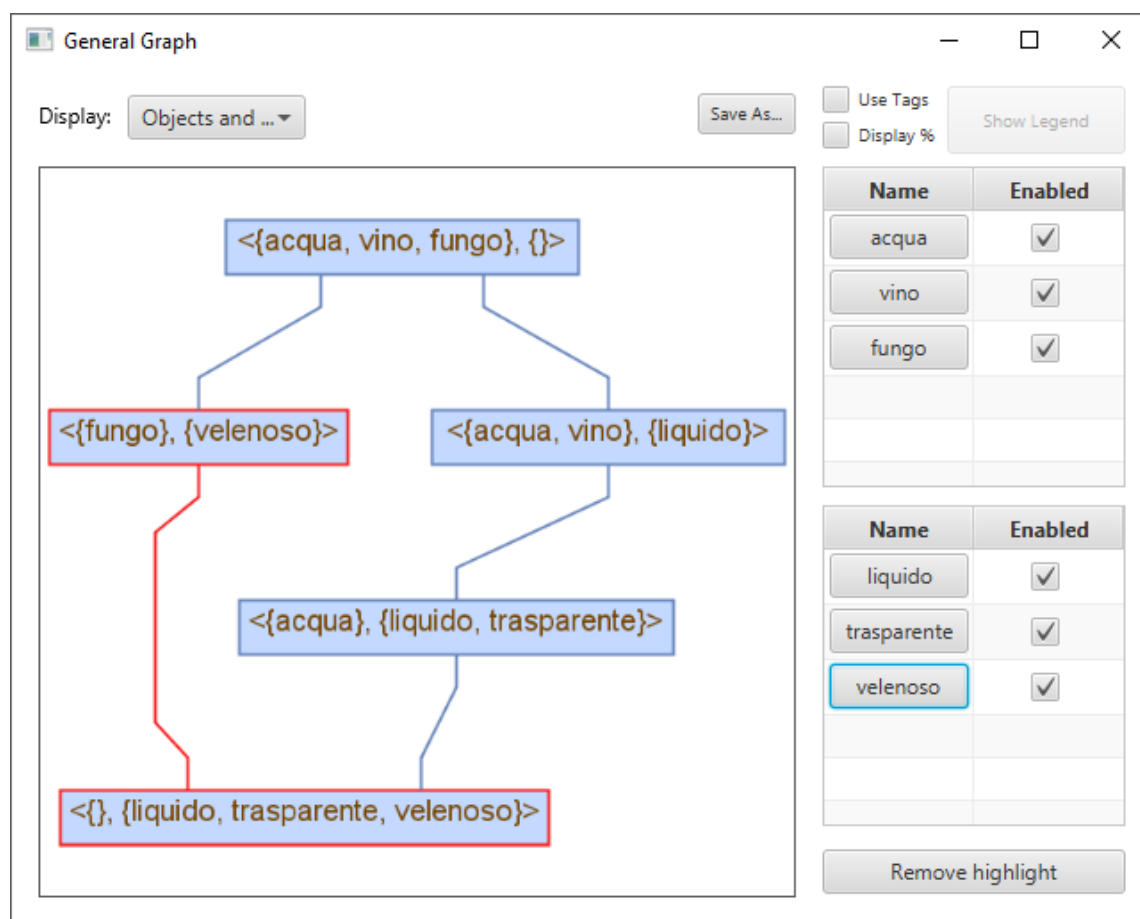 General Graph
Display: Objects and ... Save As...
Use Tags
Display %
Show Legend
<{acqua, vino, fungo}, {}>
<{fungo}, {velenoso}>
<{acqua, vino}, {liquido}>
<{acqua}, {liquido, trasparente}>
<{}, {liquido, trasparente, velenoso}>
Name Enabled
acqua
vino
fungo
Name Enabled
liquido
trasparente
velenoso
Remove highlight